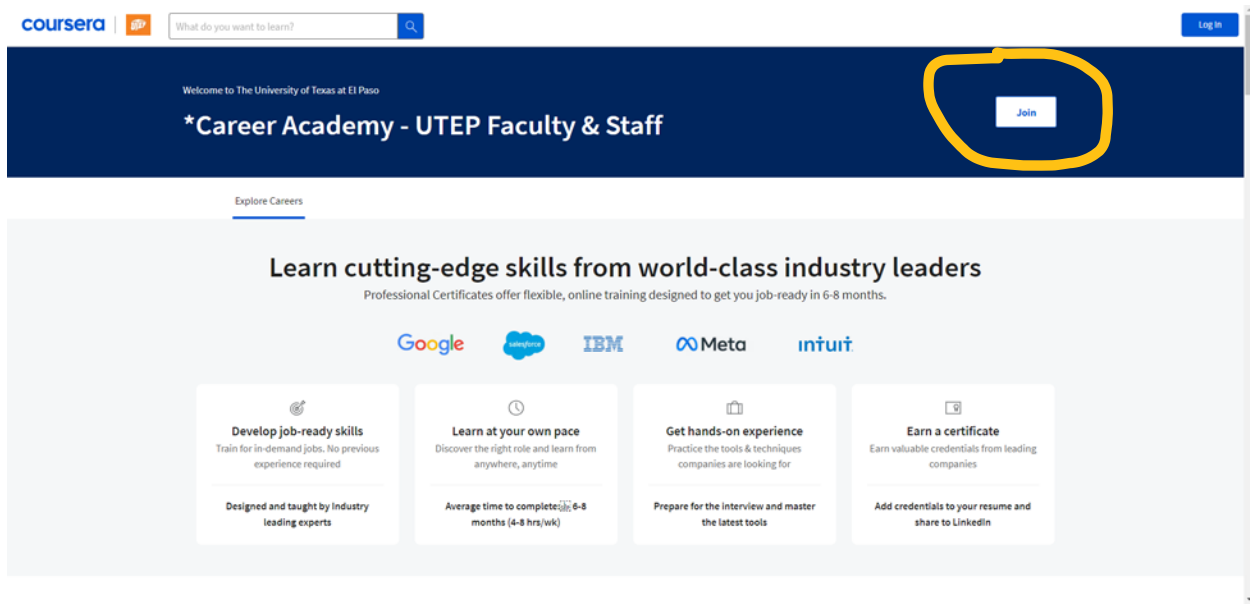 coursera
What do you want to learn?
Log In
Welcome to The University of Texas at El Paso
*Career Academy - UTEP Faculty & Staff
Join
Explore Careers
Learn cutting-edge skills from world-class industry leaders
Professional Certificates offer flexible, online training designed to get you job-ready in 6-8 months.
Google
salesforce
IBM
Meta
intuit
Develop job-ready skills
Train for in-demand jobs. No previous
experience required
Designed and taught by Industry
leading experts
Learn at your own pace
Discover the right role and learn from
anywhere, anytime
Average time to complete: 6-8
months (4-8 hrs/wk)
Get hands-on experience
Practice the tools & techniques
companies are looking for
Prepare for the interview and master
the latest tools
Earn a certificate
Earn valuable credentials from leading
companies
Add credentials to your resume and
share to LinkedIn